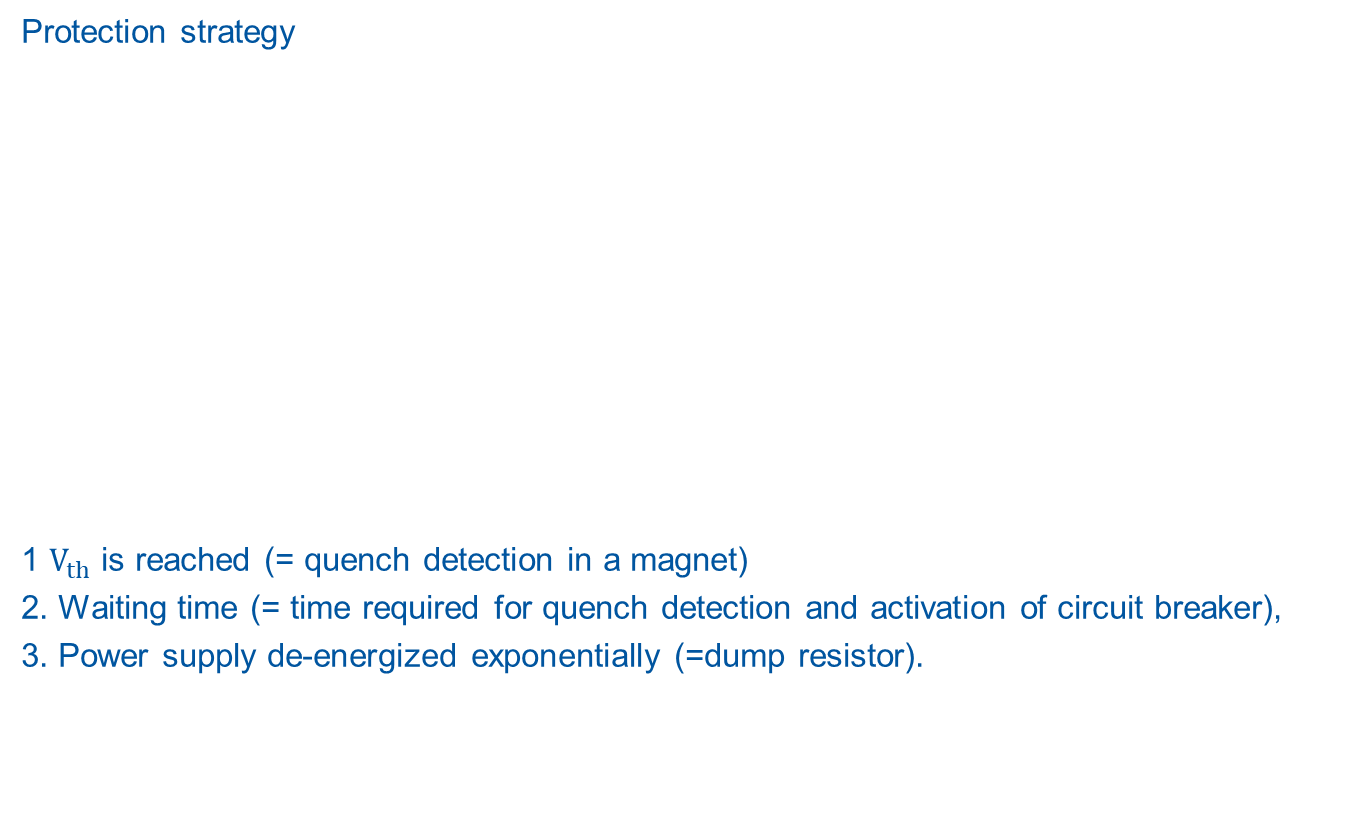 Protection strategy
1 Vth is reached (= quench detection in a magnet)
2. Waiting time (= time required for quench detection and activation of circuit breaker),
3. Power supply de-energized exponentially (=dump resistor).